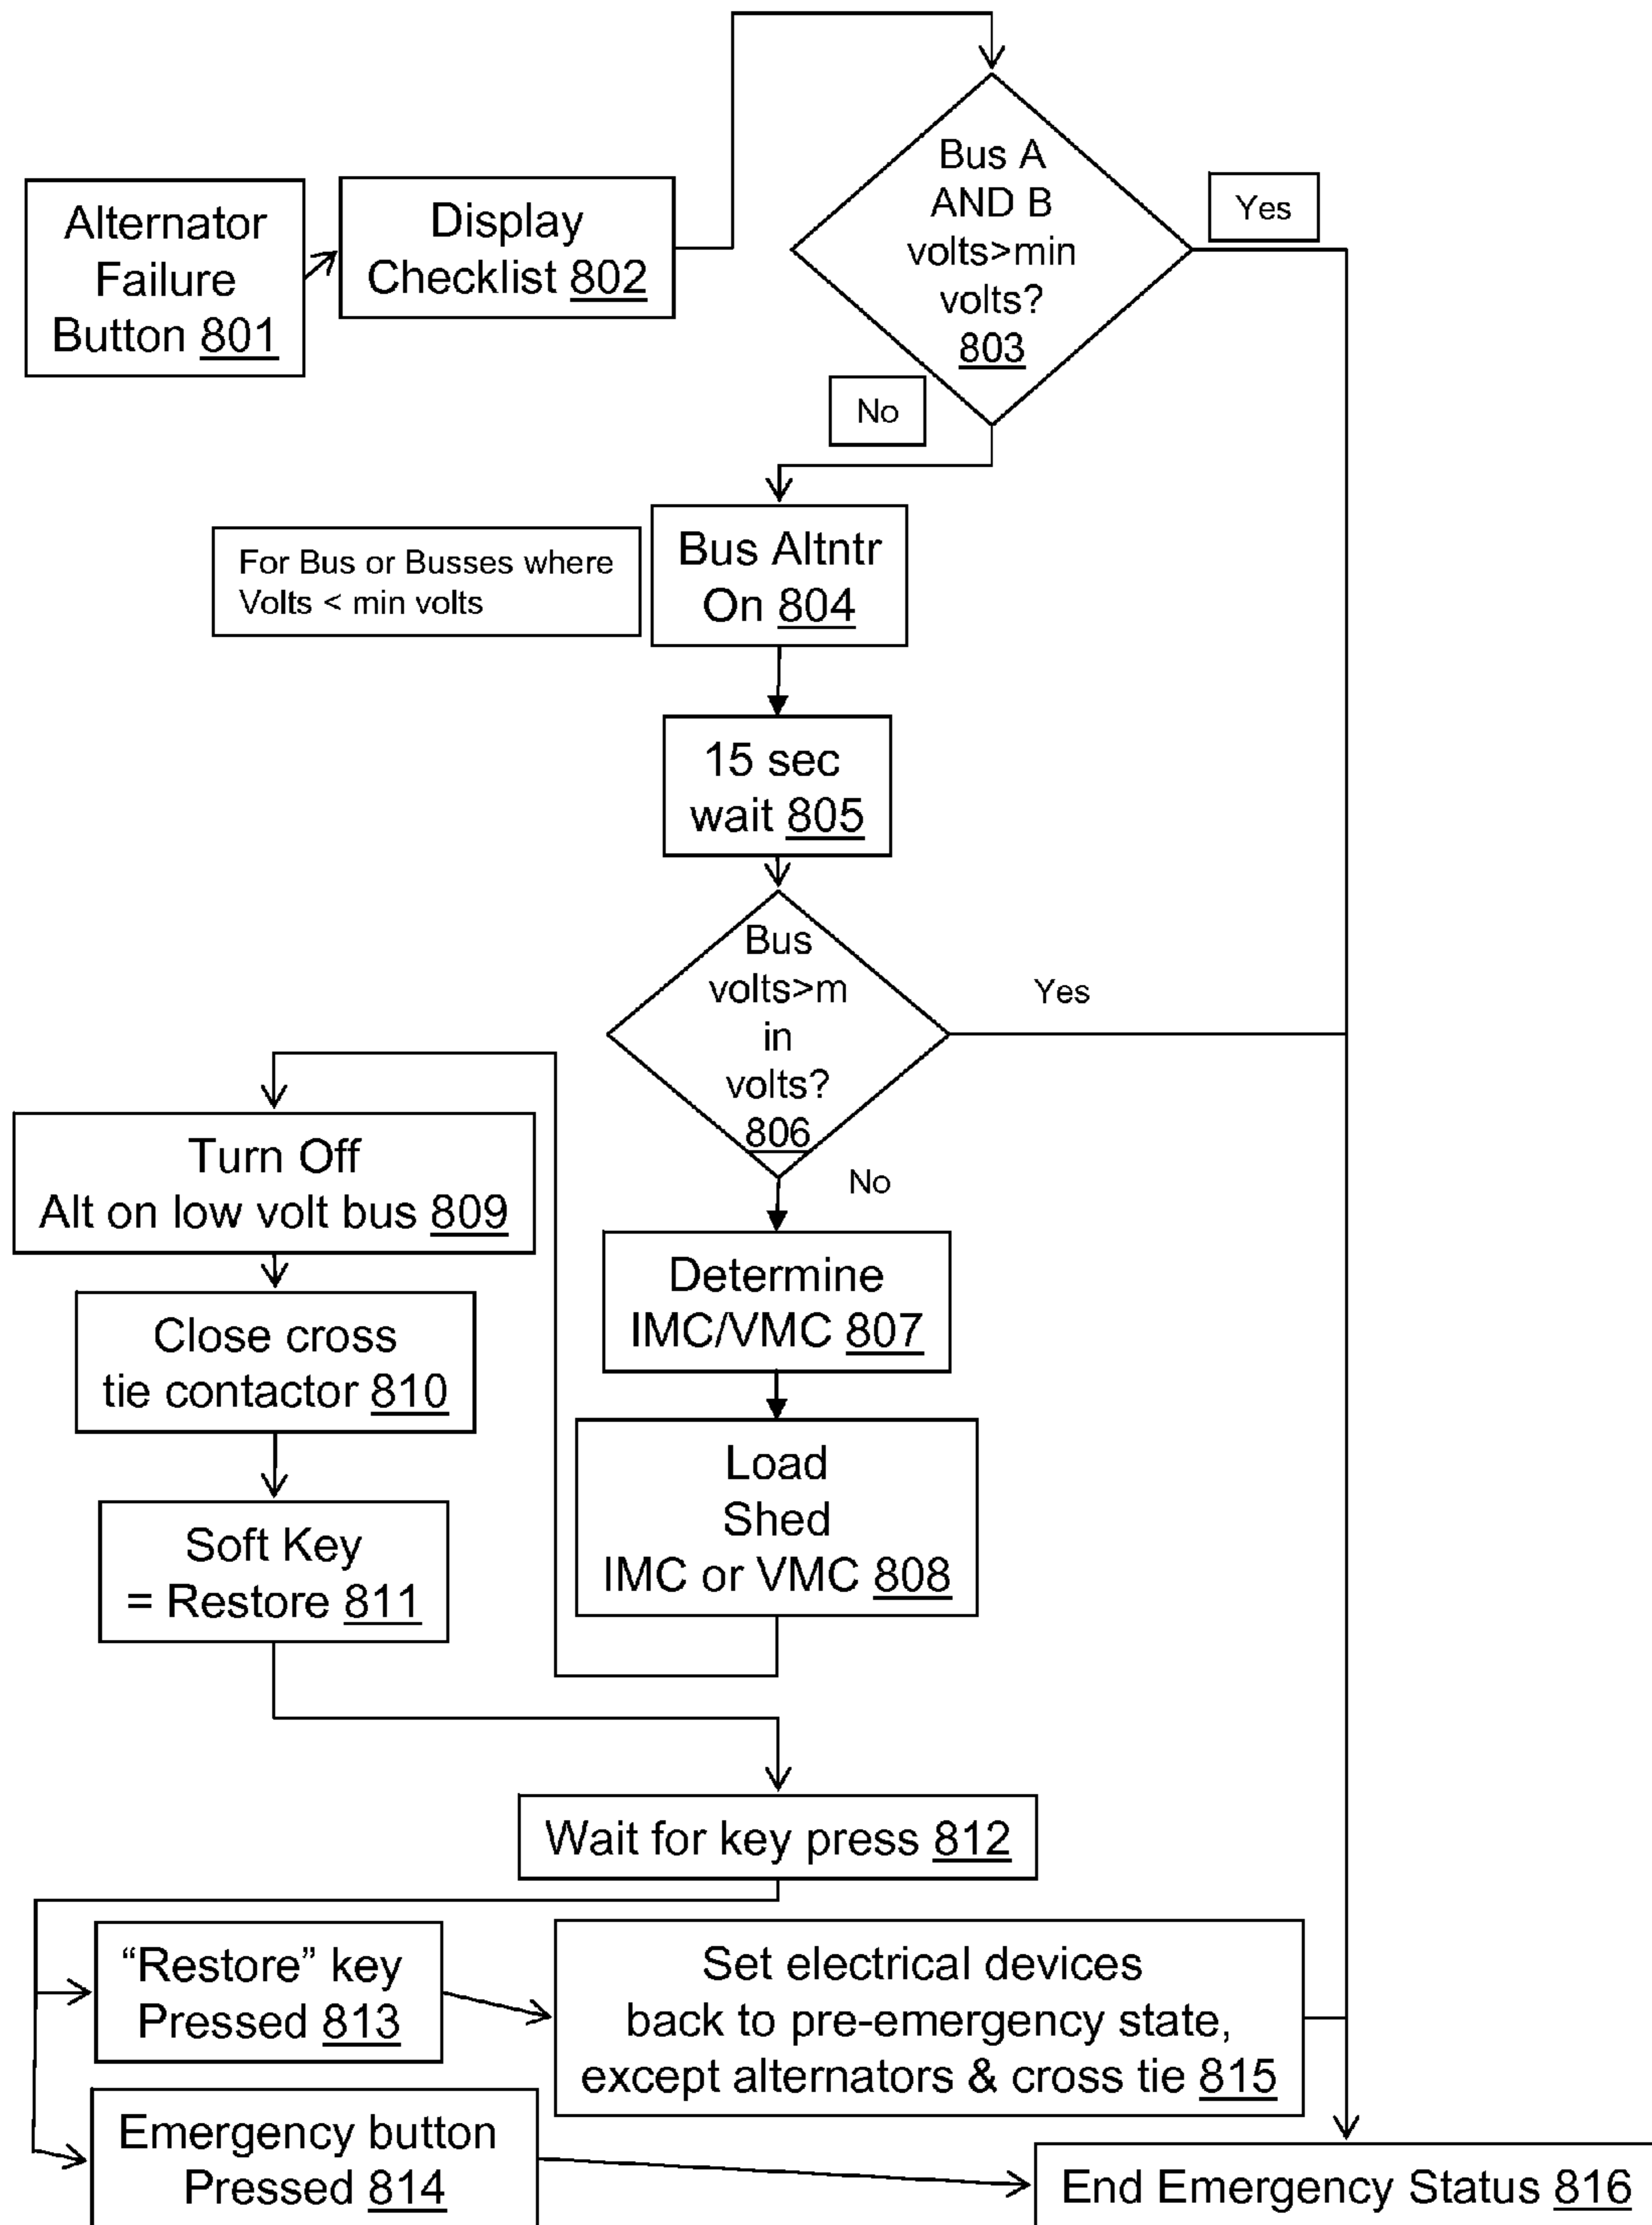 Alternator
Failure
Button 801
Display
Checklist 802
Bus A
AND B
volts>min
volts?
803
Yes
No
For Bus or Busses where
Volts < min volts
Bus Altntr
On 804
15 sec
wait 805
Bus
volts>m
in
volts?
806
Yes
No
Determine
IMC/VMC 807
Load
Shed
IMC or VMC 808
Turn Off
Alt on low volt bus 809
Close cross
tie contactor 810
Soft Key
= Restore 811
Wait for key press 812
“Restore” key
Pressed 813
Emergency button
Pressed 814
Set electrical devices
back to pre-emergency state,
except alternators & cross tie 815
End Emergency Status 816